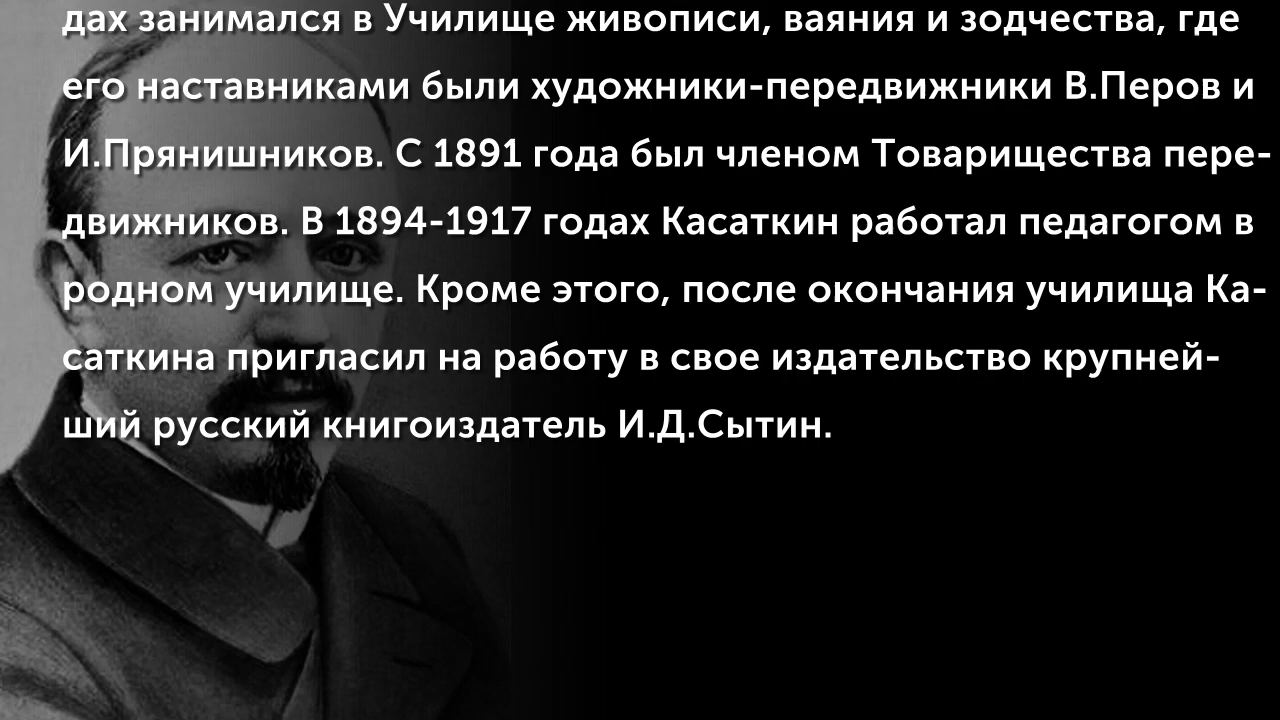 дах занимался в Училище живописи, ваяния и зодчества, где
его наставниками были художники-передвижники В.Перов и
И.Прянишников. С 1891 года был членом Товарищества пере-
движников. В 1894-1917 годах Касаткин работал педагогом в
родном училище. Кроме этого, после окончания училища Ка-
саткина пригласил на работу в свое издательство крупней-
ший русский книгоиздатель И.Д.Сытин.